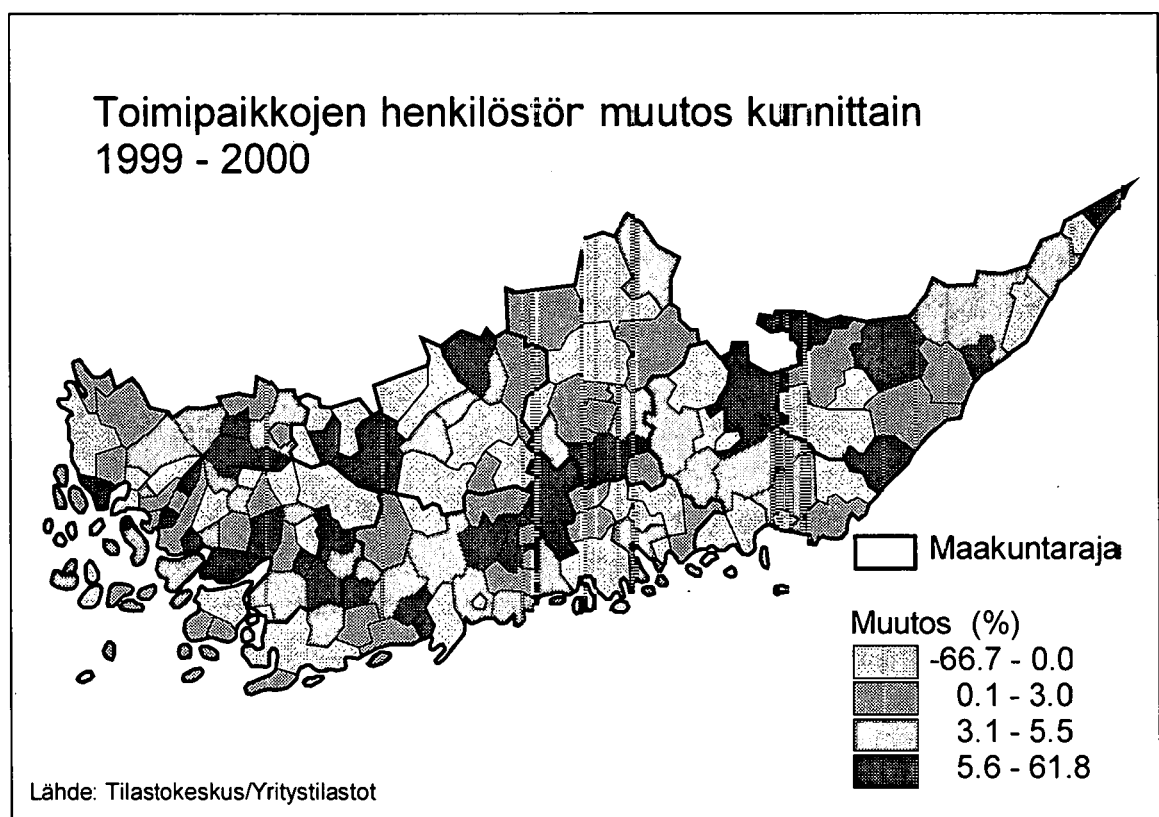 Toimipaikkojen henkilöstör muutos kunnittain
1999 - 2000
Maakuntaraja
Muutos (%)
-66.7 - 0.0
0.1 - 3.0
3.1 - 5.5
5.6 - 61.8
Lähde: Tilastokeskus/Yritystilastot